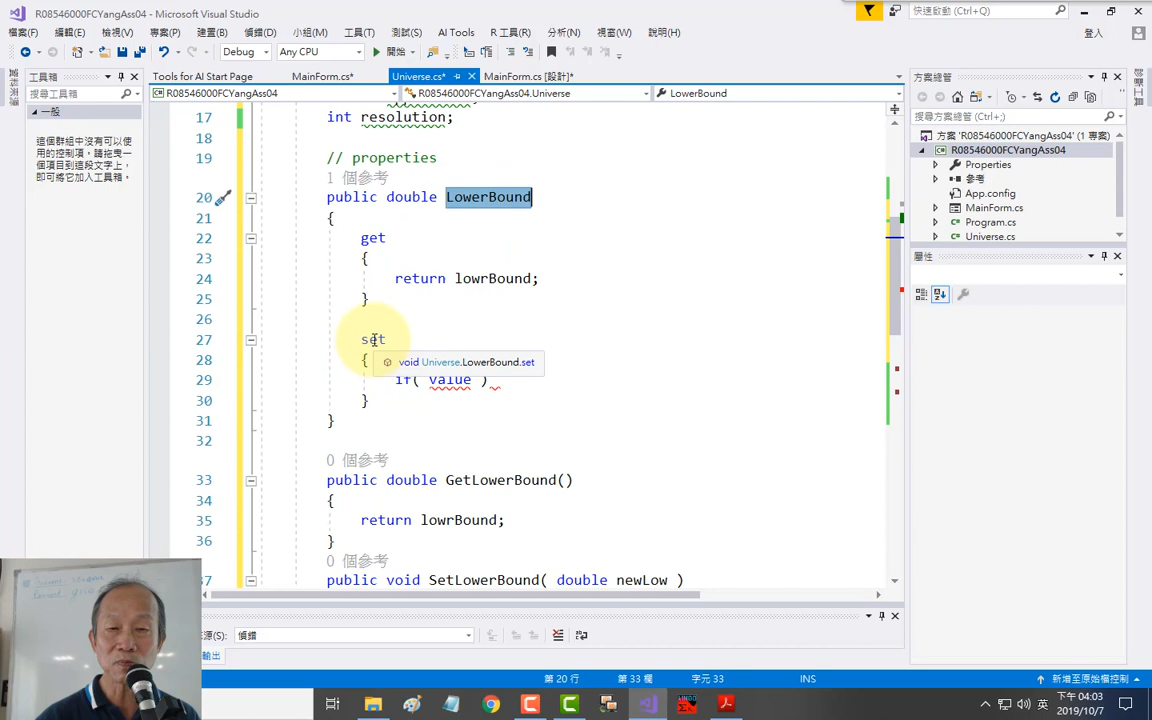 R08546000FCYangAss04 - Microsoft Visual Studio
快速啟動 (Ctrl+Q)
檔案(F) 編輯(E) 檢視(V) 專案(P) 建置(B) 偵錯(D) 小組(M) 工具(T) 測試(S) AI Tools R 工具(R) 分析(N) 視窗(W) 說明(H)
登入
Debug Any CPU 開始
工具箱
搜尋工具箱
一般
這個群組中沒有可以使
用的控制項。請拖曳一
個項目到這段文字上，
即可將它加入工具箱。
Tools for AI Start Page MainForm.cs* Universe.cs* MainForm.cs [設計]*
R08546000FCYangAss04 R08546000FCYangAss04.Universe LowerBound
17 int resolution;
18
19 // properties
1 個參考
20 public double LowerBound
21 {
22 get
23 {
24 return lowrBound;
25 }
26
27 set
28 {
void Universe.LowerBound.set
29 if( value )
30 }
31 }
32
0 個參考
33 public double GetLowerBound()
34 {
35 return lowrBound;
36 }
0 個參考
37 public void SetLowerBound( double newLow )
方案總管
搜尋方案總管 (Ctrl+;)
方案 'R08546000FCYangAss04' (1 專案)
R08546000FCYangAss04
Properties
參考
App.config
MainForm.cs
Program.cs
Universe.cs
屬性
源(S): 偵錯
輸出
第 20 行 第 33 欄 字元 33 INS 新增至原始檔控制
英
下午 04:03
2019/10/7